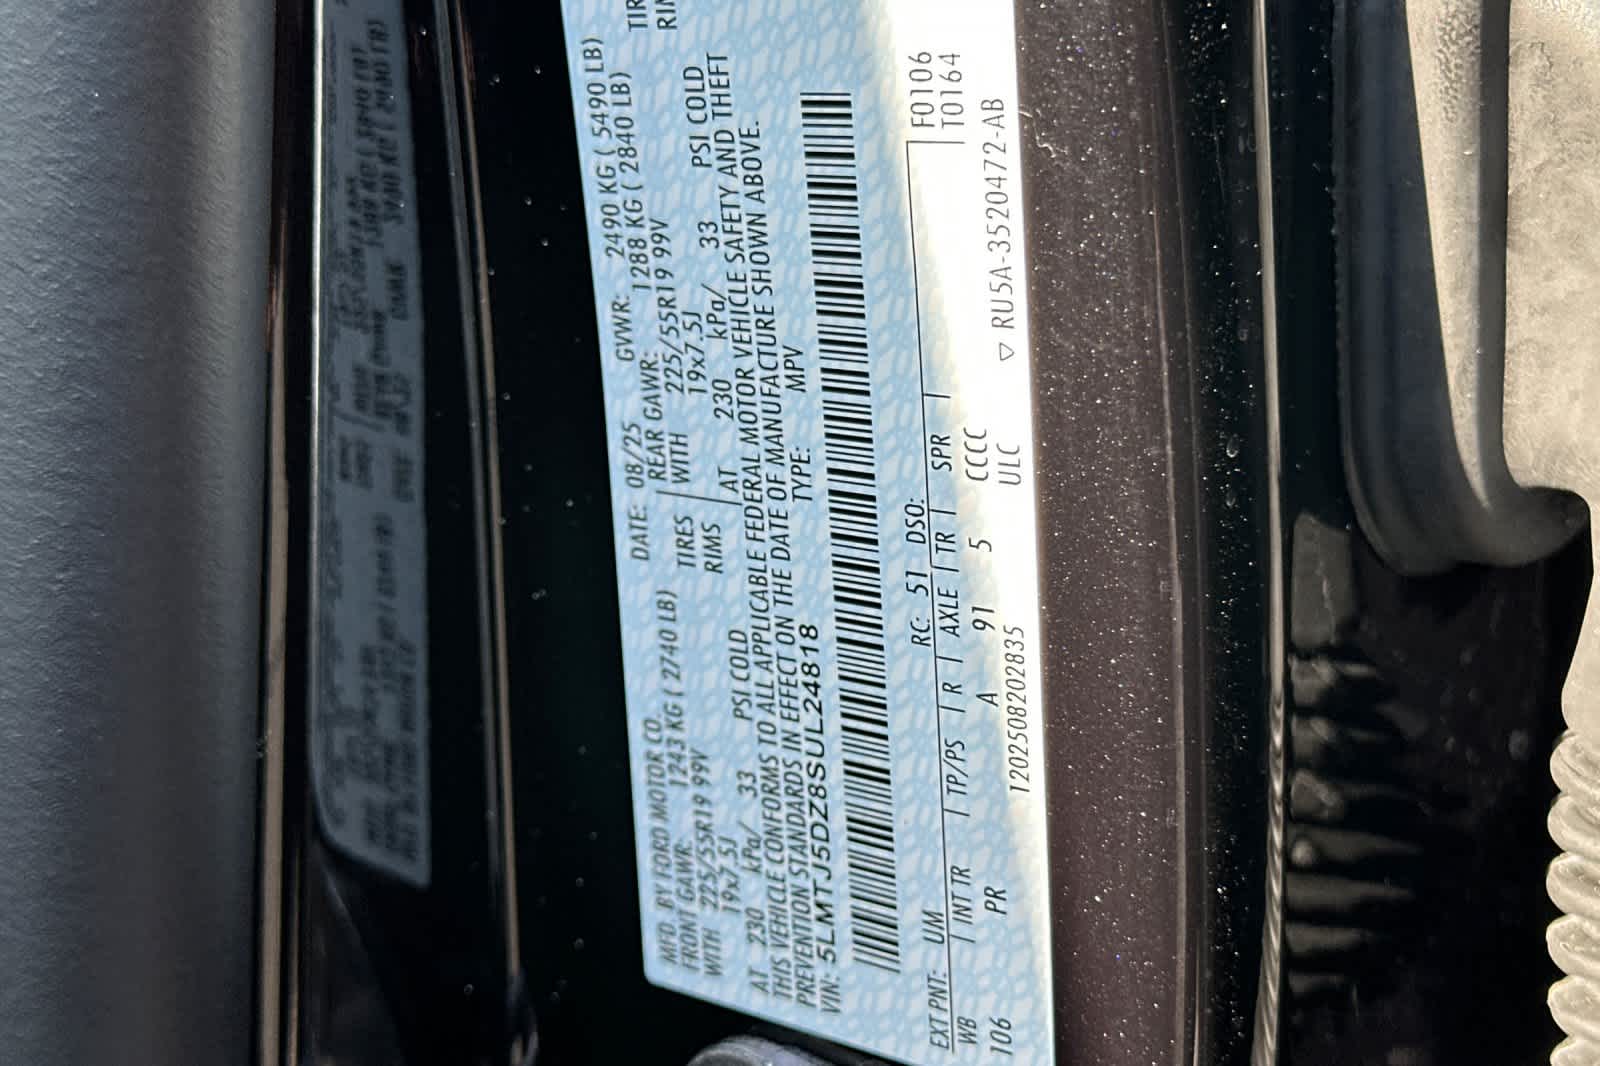 MFD. BY FORD MOTOR CO. DATE: 08/25 GVWR: 2490 KG ( 5490 LB)
FRONT GAWR: 1243 KG ( 2740 LB) REAR GAWR: 1288 KG ( 2840 LB)
WITH 225/55R19 99V TIRES WITH 225/55R19 99V TIR
19x7.5J RIMS 19x7.5J RIM
AT 230 kPa/ 33 PSI COLD AT 230 kPa/ 33 PSI COLD
THIS VEHICLE CONFORMS TO ALL APPLICABLE FEDERAL MOTOR VEHICLE SAFETY AND THEFT
PREVENTION STANDARDS IN EFFECT ON THE DATE OF MANUFACTURE SHOWN ABOVE.
VIN: 5LMTJ5DZ8SUL24818 TYPE: MPV
F0106
T0164
EXT PNT: UM RC: 51 DSO:
WB INT TR TP/PS R AXLE TR SPR
106 PR A 91 5 CCCC
ULC
▽ RU5A-3520472-AB
120250820 2835